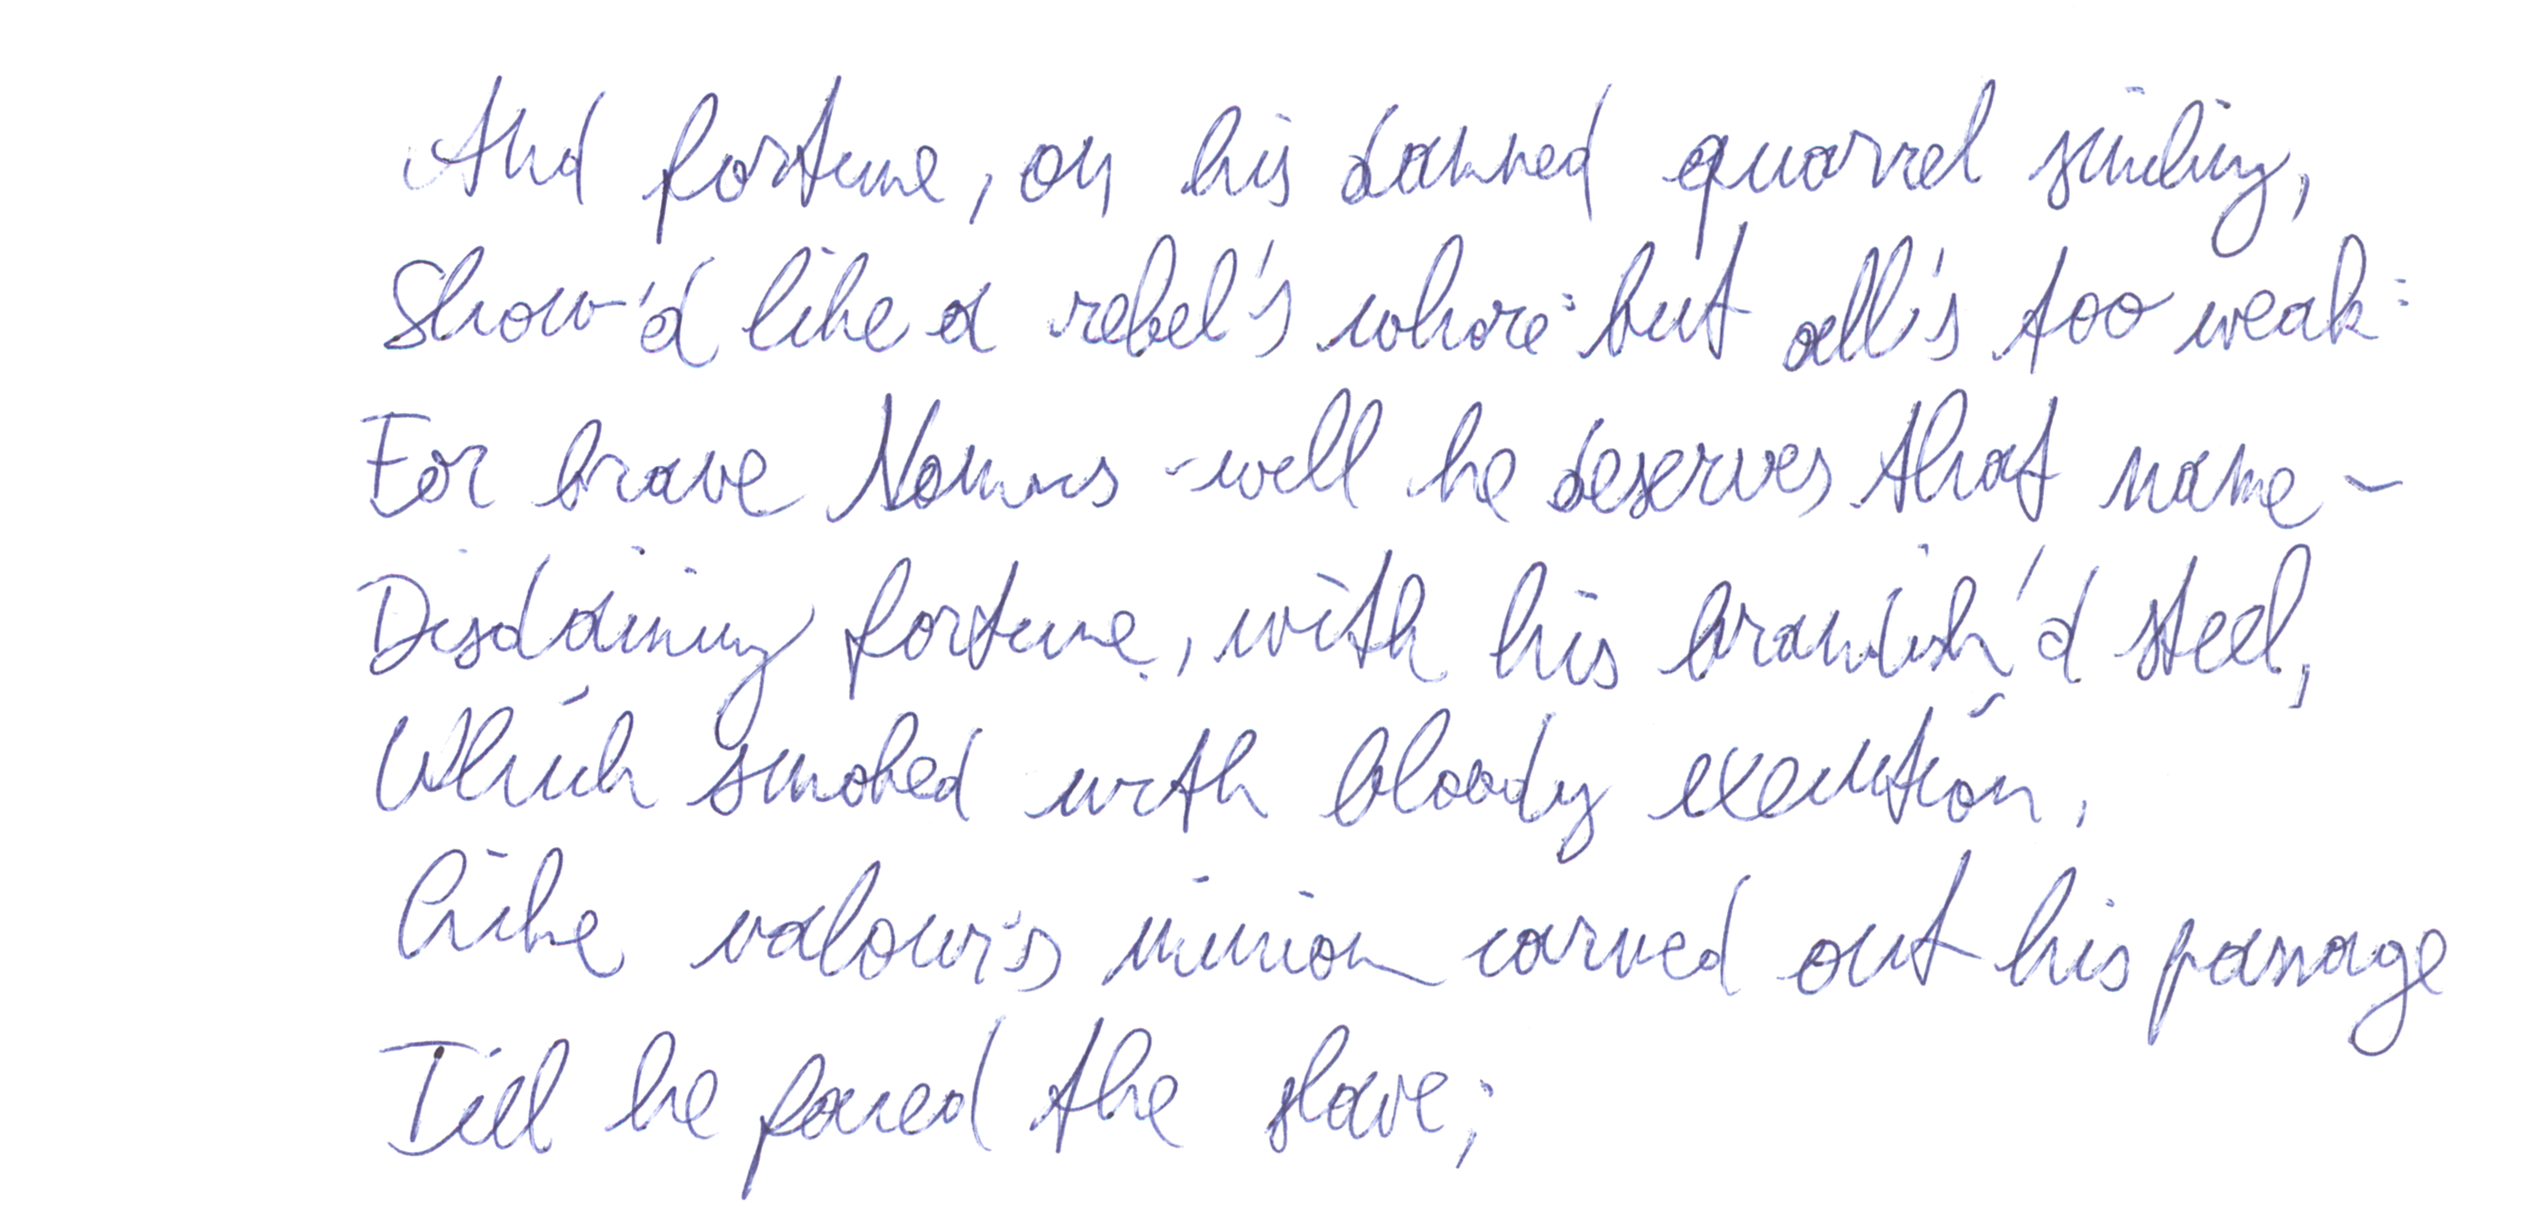 And fortune, on his damned quarrel smiling,
Show'd like a rebel's whore: but all's too weak:
For brave - well he deserves that name -
Disdaining fortune, with his brandish'd steel,
Which smoked with bloody execution,
Like valour's minion carved out his passage
Till he faced the slave;